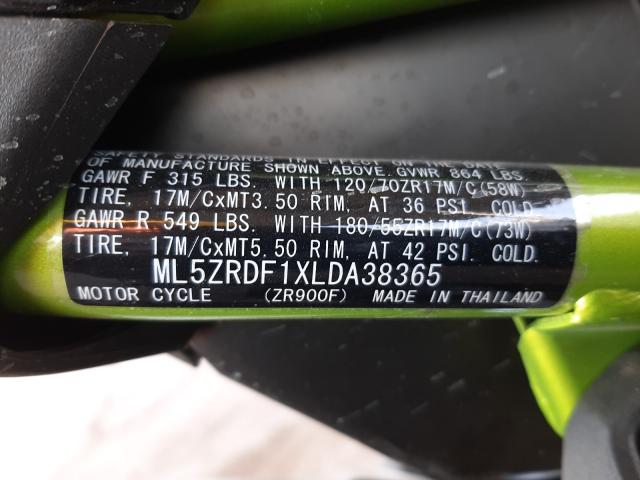 SAFETY STANDARDS IN EFFECT ON THE DATE
OF MANUFACTURE SHOWN ABOVE. GVWR 864 LBS.
GAWR F 315 LBS. WITH 120/70ZR17M/C(58W)
TIRE, 17M/CxMT3.50 RIM, AT 36 PSI COLD
GAWR R 549 LBS. WITH 180/55ZR17M/C(73W)
TIRE, 17M/CxMT5.50 RIM, AT 42 PSI COLD.
ML5ZRDF1XLDA38365
MOTOR CYCLE (ZR900F) MADE IN THAILAND